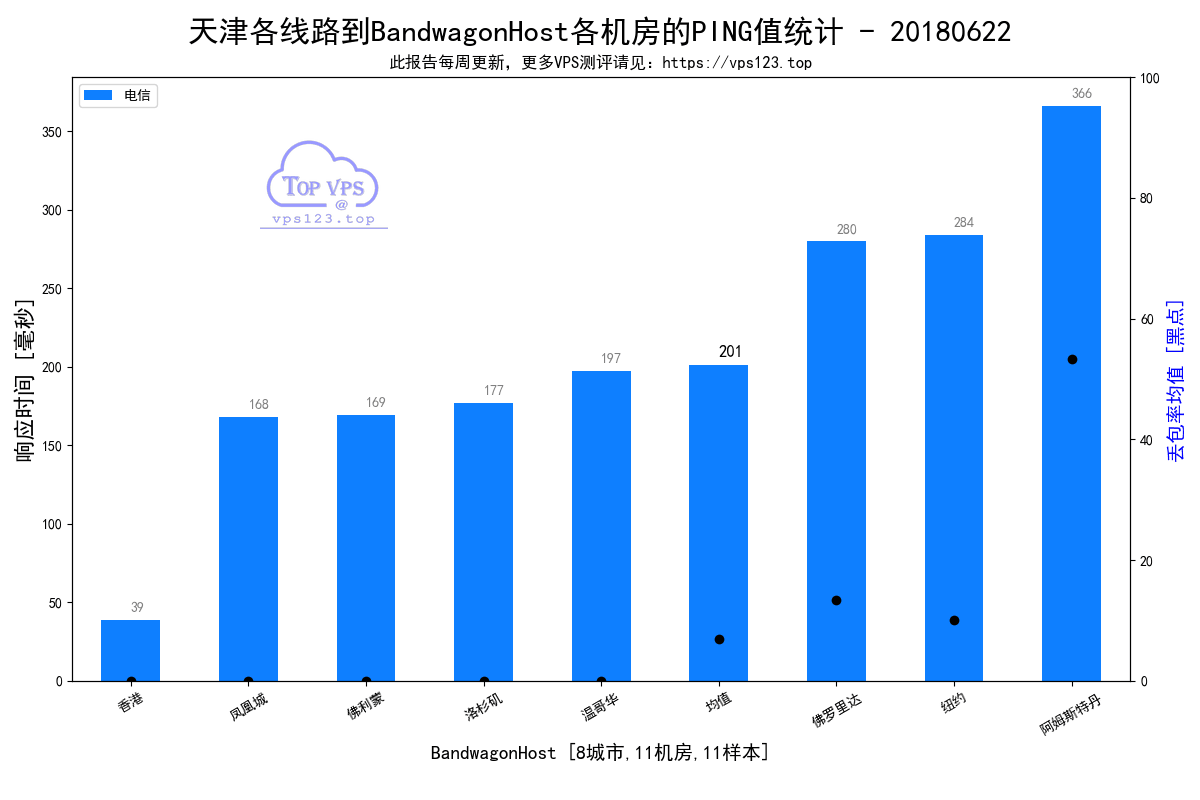 天津各线路到BandwagonHost各机房的PING值统计 - 20180622
此报告每周更新，更多VPS测评请见：https://vps123.top
电信
TOP VPS
@
vps123.top
响应时间 [毫秒]
350
300
250
200
150
100
50
0
39
168
169
177
197
201
280
284
366
100
80
60
40
20
0
丢包率均值 [黑点]
香港
凤凰城
佛利蒙
洛杉矶
温哥华
均值
佛罗里达
纽约
阿姆斯特丹
BandwagonHost [8城市,11机房,11样本]